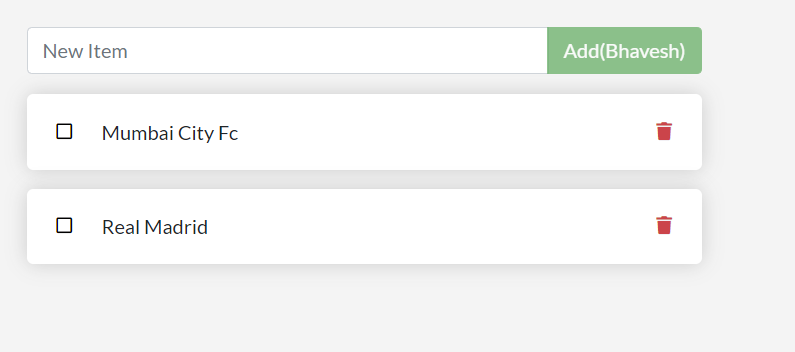 New Item
Add(Bhavesh)
Mumbai City Fc
Real Madrid